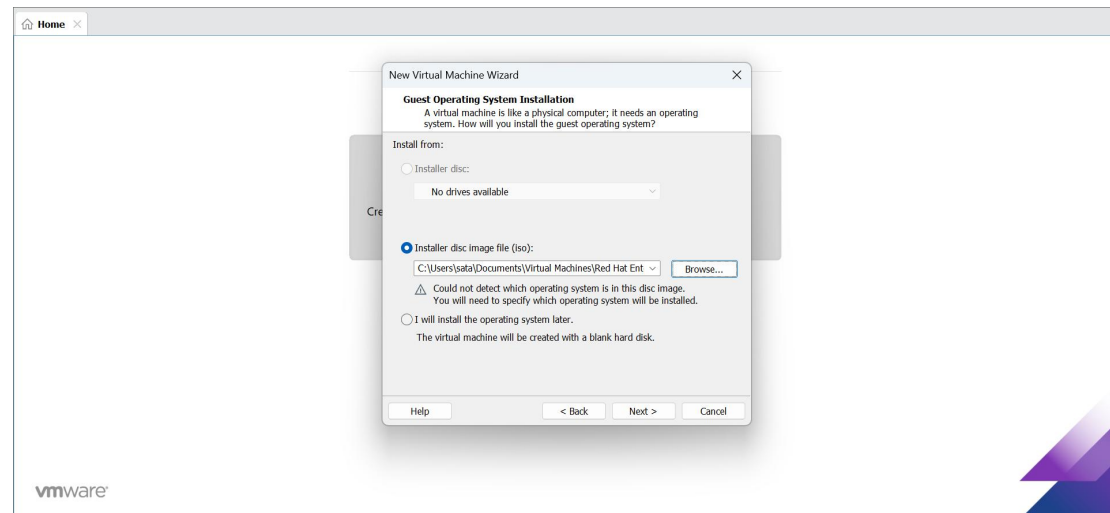 Home
New Virtual Machine Wizard
Guest Operating System Installation
A virtual machine is like a physical computer; it needs an operating
system. How will you install the guest operating system?
Install from:
Installer disc:
No drives available
Cre
Installer disc image file (iso):
C:\Users\sata\Documents\Virtual Machines\Red Hat Ent
Browse...
Could not detect which operating system is in this disc image.
You will need to specify which operating system will be installed.
I will install the operating system later.
The virtual machine will be created with a blank hard disk.
Help
< Back
Next >
Cancel
vmware®